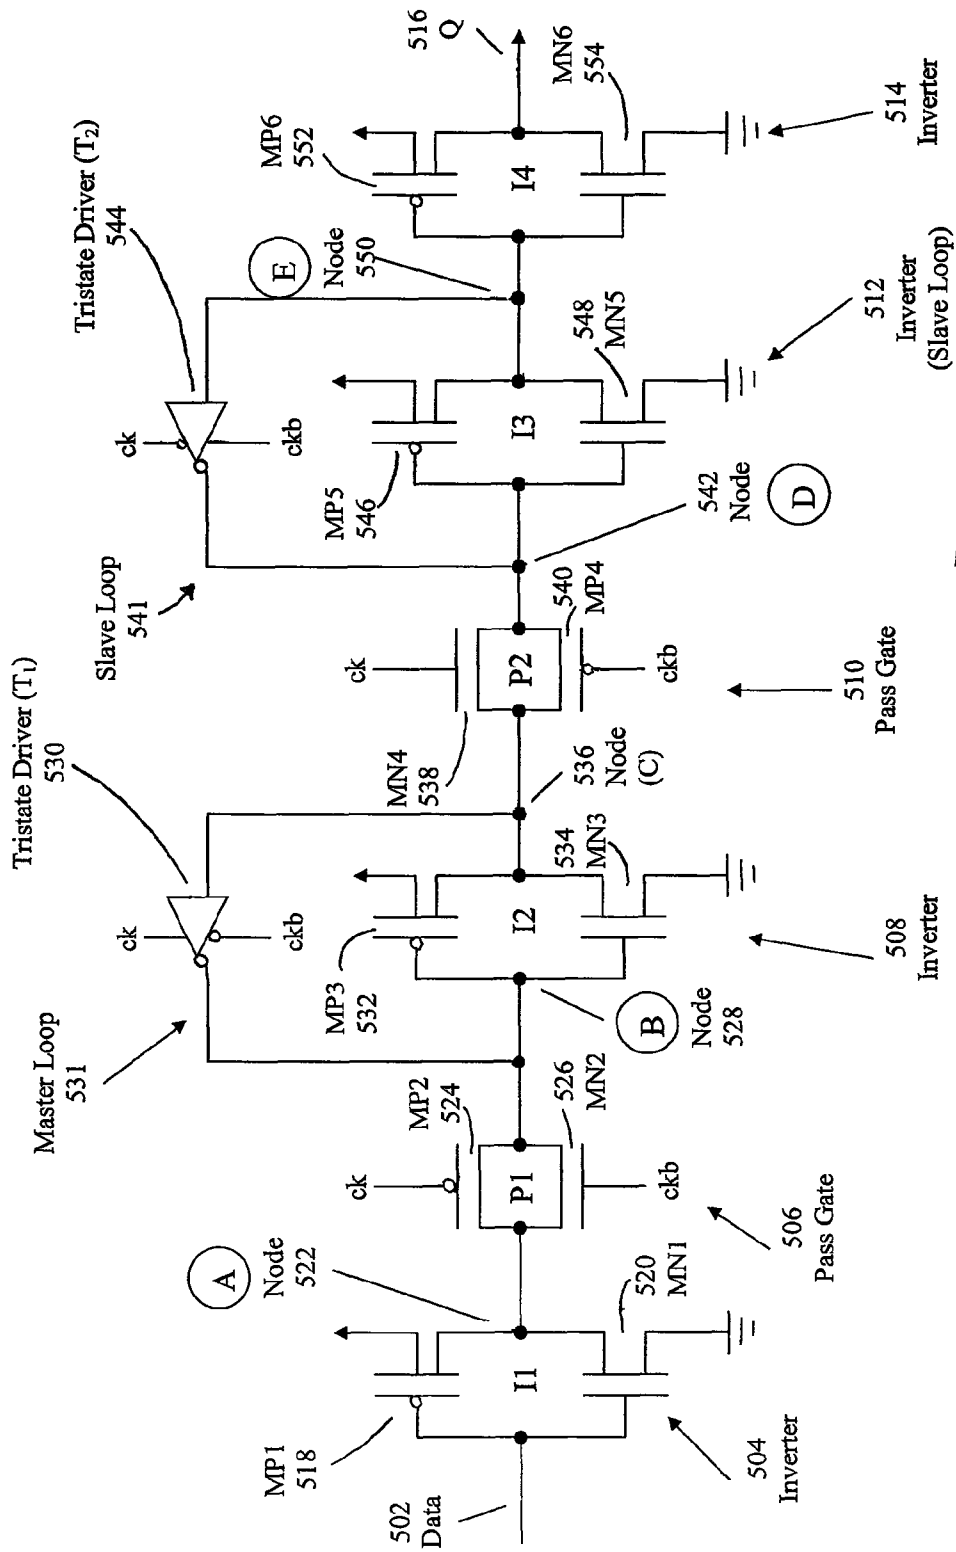 502
Data
MP1
518
I1
504
Inverter
A
Node
522
520
MN1
ck
P1
ckb
506
Pass Gate
MP2
524
526
MN2
Master Loop
531
Tristate Driver (T₁)
530
ck
ckb
B
Node
528
MP3
532
I2
534
MN3
508
Inverter
536
Node
(C)
MN4
538
ck
P2
ckb
540
MP4
510
Pass Gate
Slave Loop
541
Tristate Driver (T₂)
544
ck
ckb
542
Node
D
MP5
546
I3
548
MN5
512
Inverter
(Slave Loop)
E
Node
550
MP6
552
I4
MN6
554
514
Inverter
516
Q